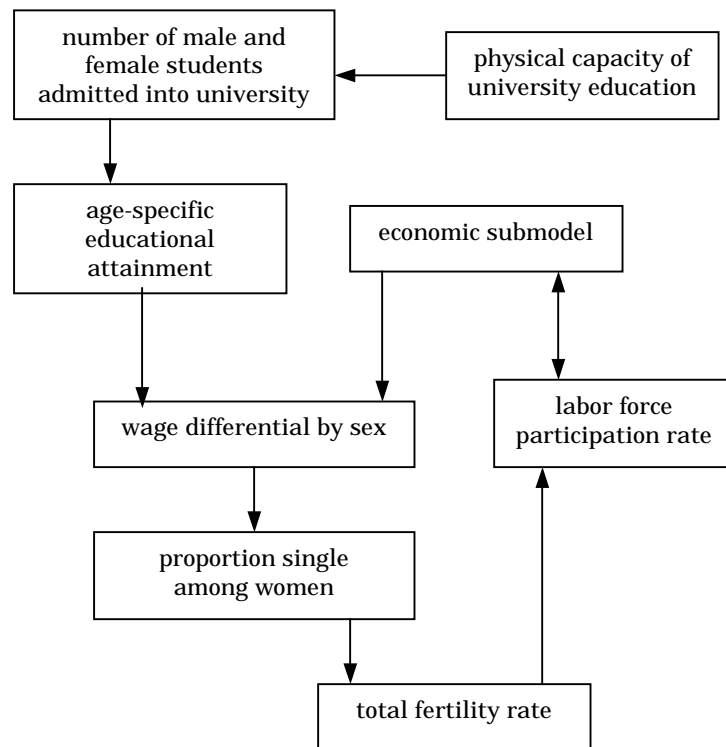 number of male and
female students
admitted into university
physical capacity of
university education
age-specific
educational
attainment
economic submodel
wage differential by sex
labor force
participation rate
proportion single
among women
total fertility rate